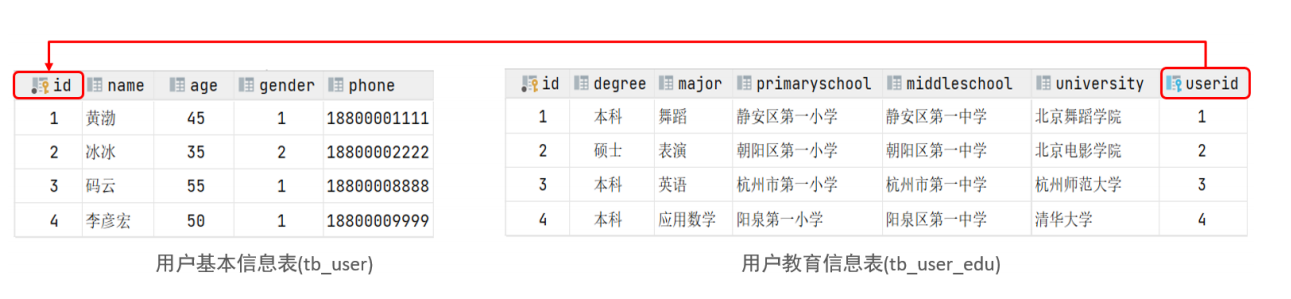 id name age gender phone
1 黄渤 45 1 18800001111
2 冰冰 35 2 18800002222
3 码云 55 1 18800008888
4 李彦宏 50 1 18800009999
用户基本信息表(tb_user)
id degree major primaryschool middleschool university userid
1 本科 舞蹈 静安区第一小学 静安区第一中学 北京舞蹈学院 1
2 硕士 表演 朝阳区第一小学 朝阳区第一中学 北京电影学院 2
3 本科 英语 杭州市第一小学 杭州市第一中学 杭州师范大学 3
4 本科 应用数学 阳泉第一小学 阳泉区第一中学 清华大学 4
用户教育信息表(tb_user_edu)